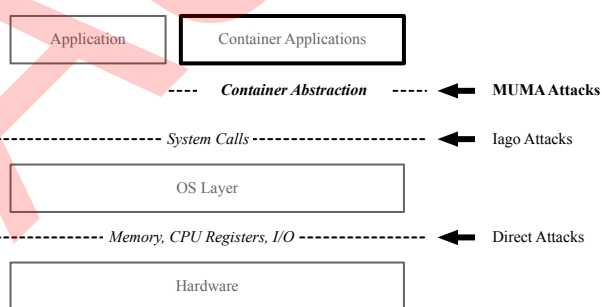 Application Container Applications
Container Abstraction MUMA Attacks
System Calls Iago Attacks
OS Layer
Memory, CPU Registers, I/O Direct Attacks
Hardware